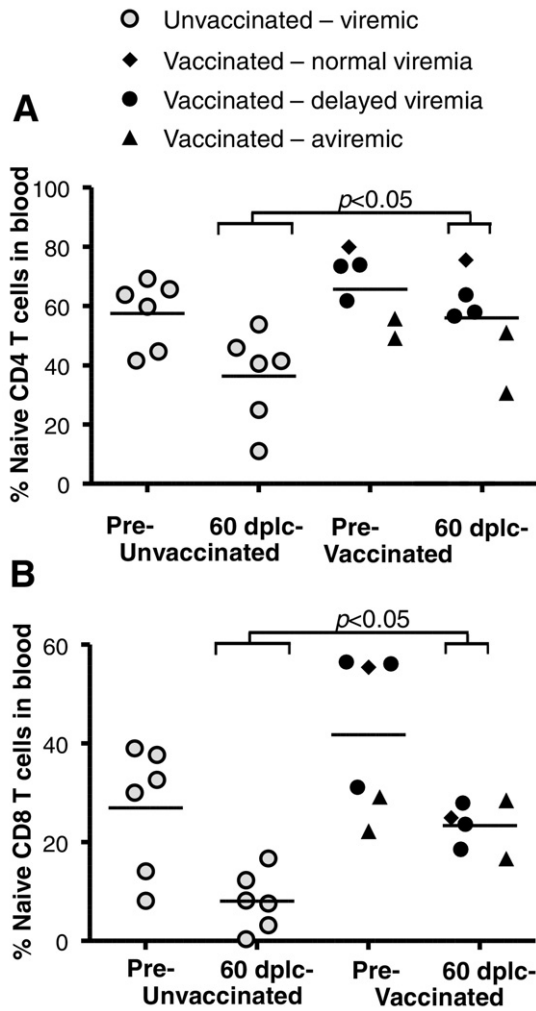 Unvaccinated – viremic
Vaccinated – normal viremia
Vaccinated – delayed viremia
Vaccinated – aviremic
A
% Naive CD4 T cells in blood
100
80
60
40
20
0
p<0.05
Pre- 60 dplc- Pre- 60 dplc-
Unvaccinated Vaccinated
B
% Naive CD8 T cells in blood
60
40
20
0
p<0.05
Pre- 60 dplc- Pre- 60 dplc-
Unvaccinated Vaccinated